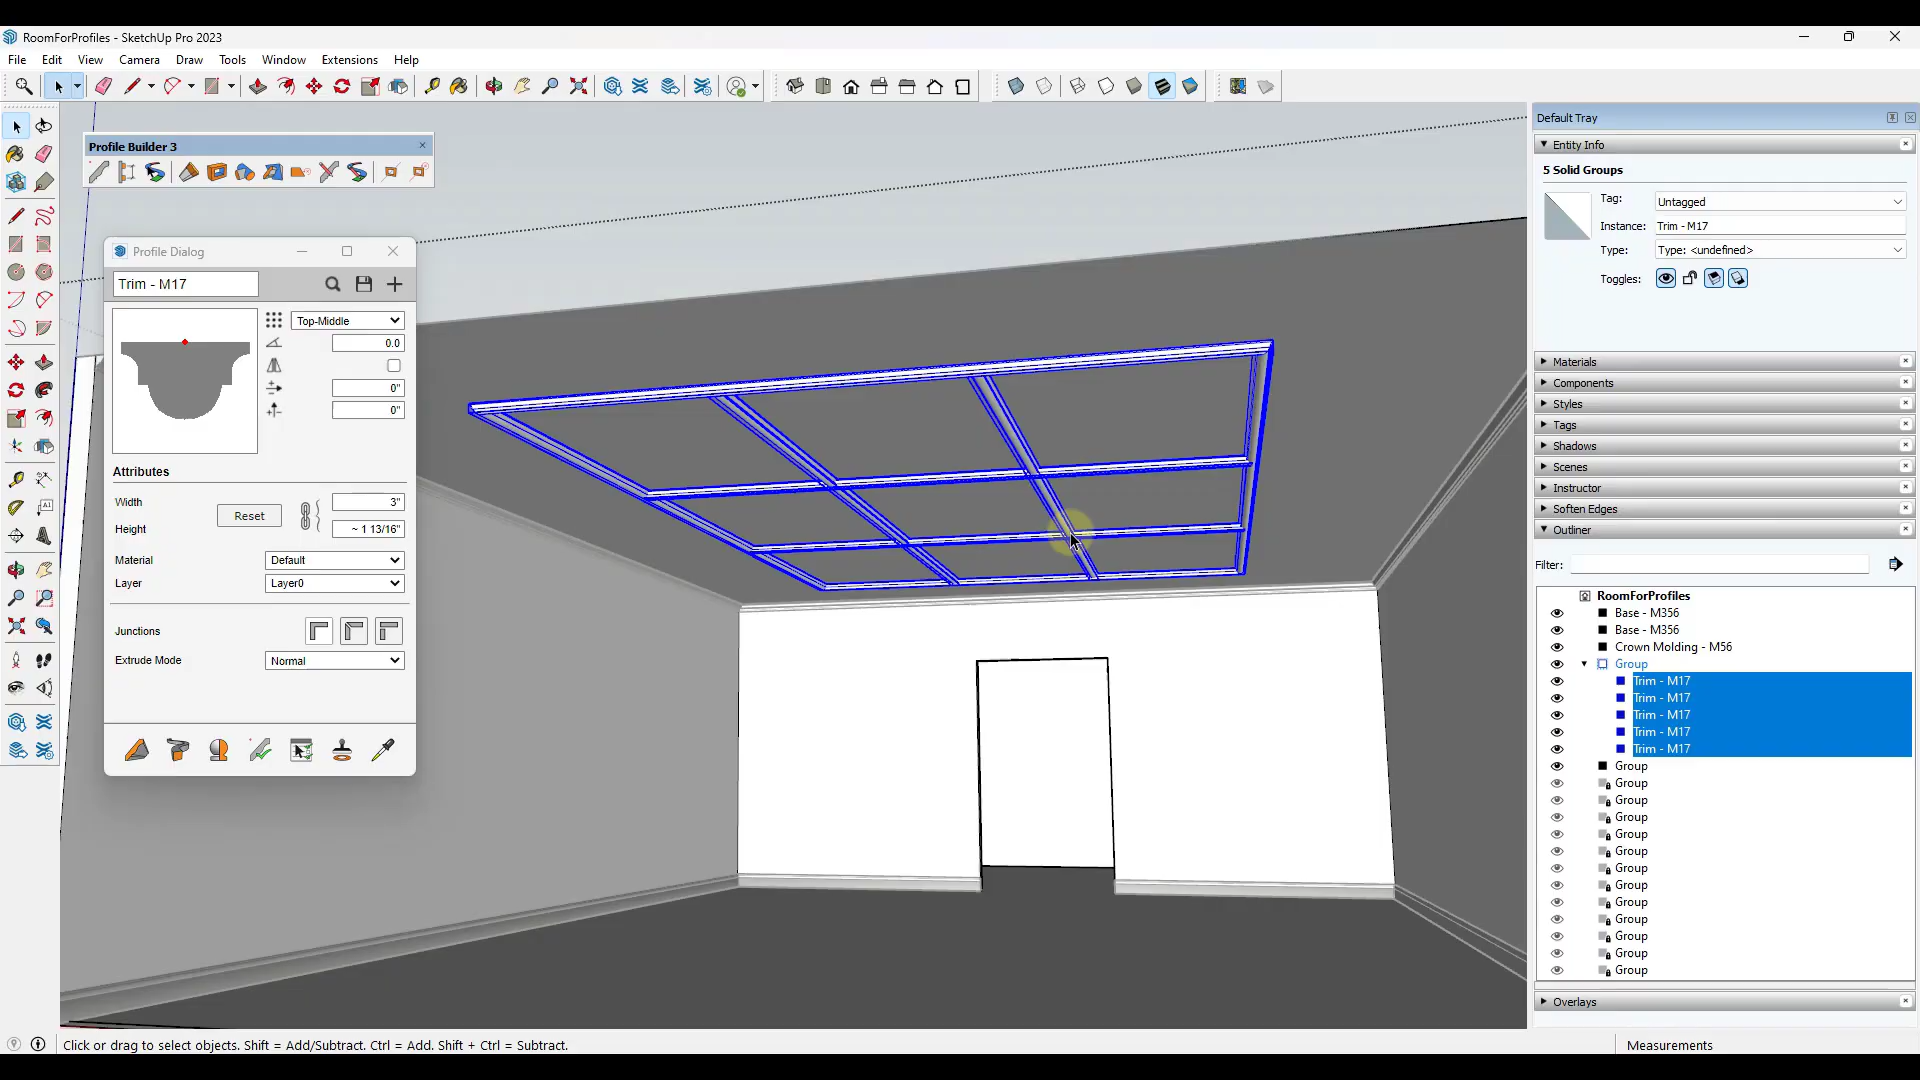 RoomForProfiles - SketchUp Pro 2023
File Edit View Camera Draw Tools Window Extensions Help
Profile Builder 3
Profile Dialog
Trim - M17
Top-Middle
0.0
0"
0"
Attributes
Width 3"
Reset
Height ~ 1 13/16"
Material Default
Layer Layer0
Junctions
Extrude Mode Normal
Default Tray
Entity Info
5 Solid Groups
Tag: Untagged
Instance: Trim - M17
Type: Type: <undefined>
Toggles:
Materials
Components
Styles
Tags
Shadows
Scenes
Instructor
Soften Edges
Outliner
Filter:
RoomForProfiles
Base - M356
Base - M356
Crown Molding - M56
Group
Trim - M17
Trim - M17
Trim - M17
Trim - M17
Trim - M17
Group
Group
Group
Group
Group
Group
Group
Group
Group
Group
Group
Group
Group
Overlays
Click or drag to select objects. Shift = Add/Subtract. Ctrl = Add. Shift + Ctrl = Subtract.
Measurements